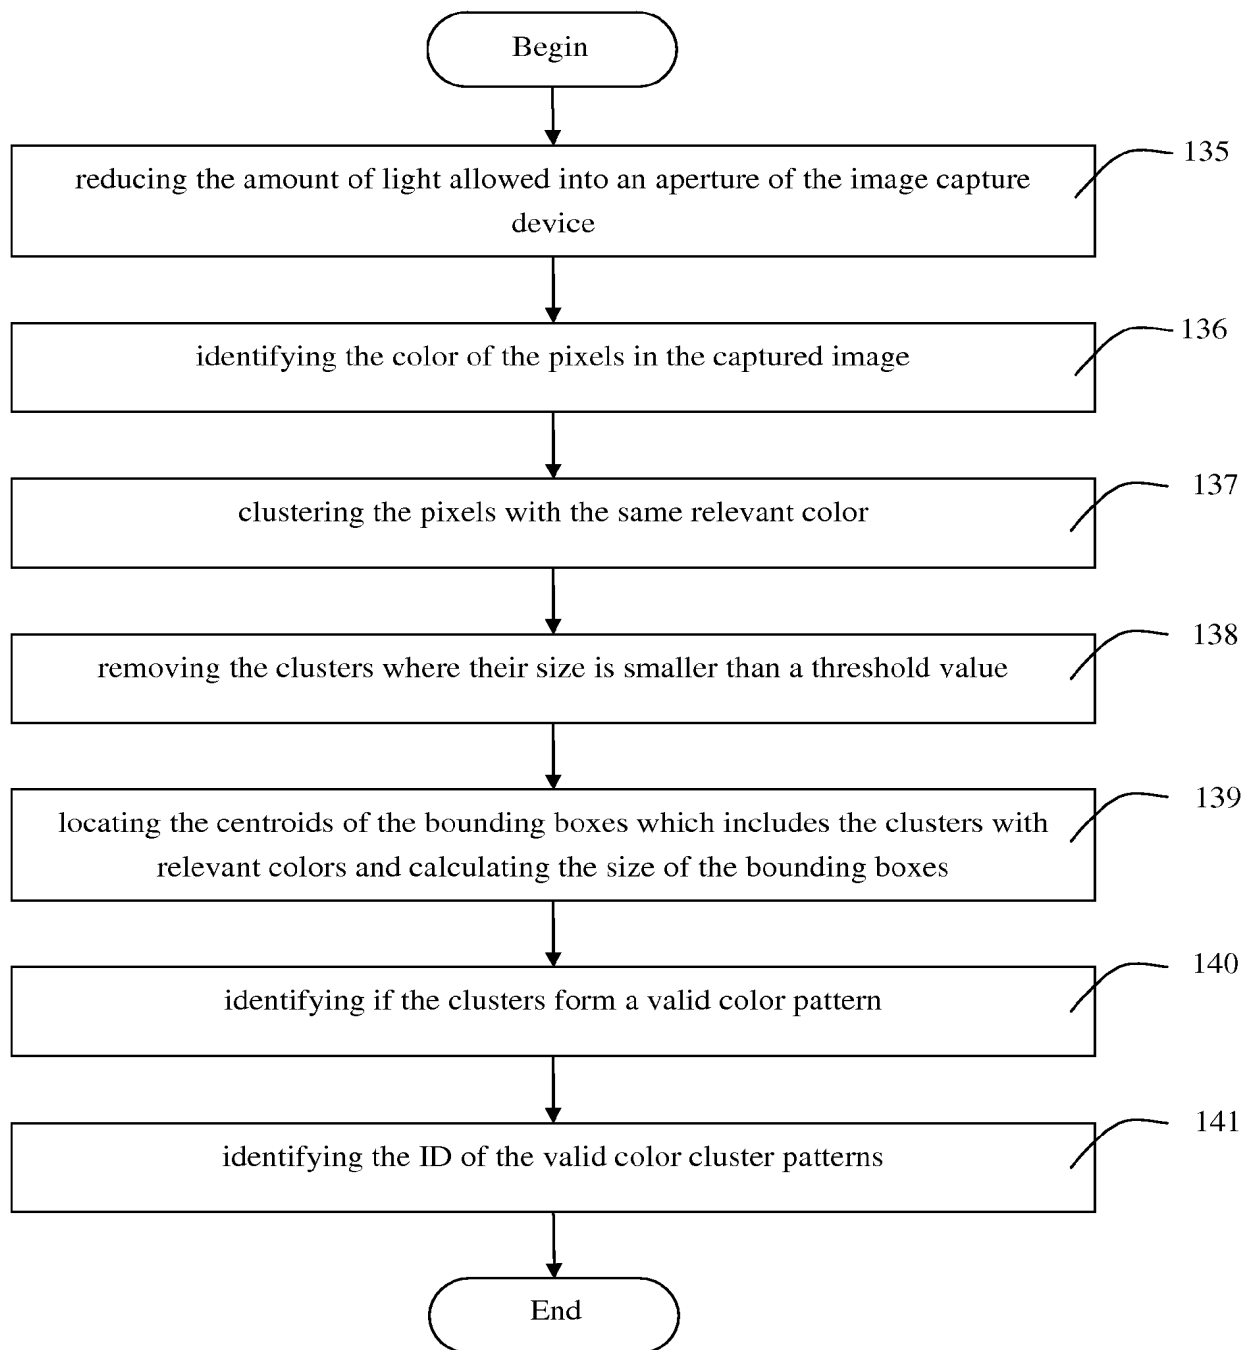 Begin
135
reducing the amount of light allowed into an aperture of the image capture
device
136
identifying the color of the pixels in the captured image
137
clustering the pixels with the same relevant color
138
removing the clusters where their size is smaller than a threshold value
139
locating the centroids of the bounding boxes which includes the clusters with
relevant colors and calculating the size of the bounding boxes
140
identifying if the clusters form a valid color pattern
141
identifying the ID of the valid color cluster patterns
End